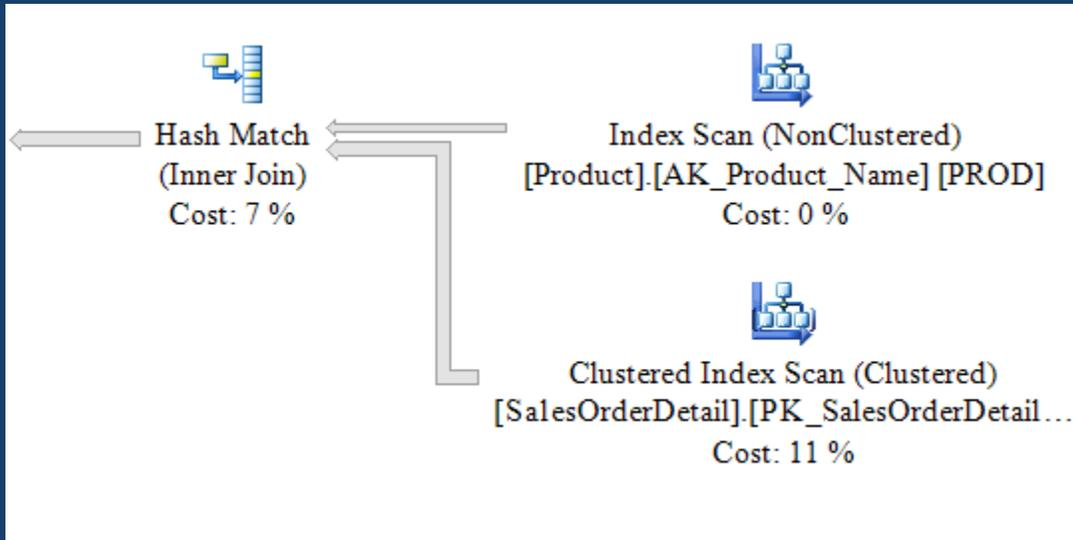 Hash Match
(Inner Join)
Cost: 7 %
Index Scan (NonClustered)
[Product].[AK_Product_Name] [PROD]
Cost: 0 %
Clustered Index Scan (Clustered)
[SalesOrderDetail].[PK_SalesOrderDetail…
Cost: 11 %